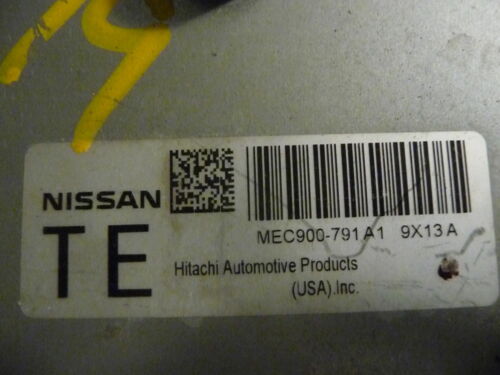 NISSAN
TE
MEC900-791 A1 9X13 A
Hitachi Automotive Products
(USA).Inc.